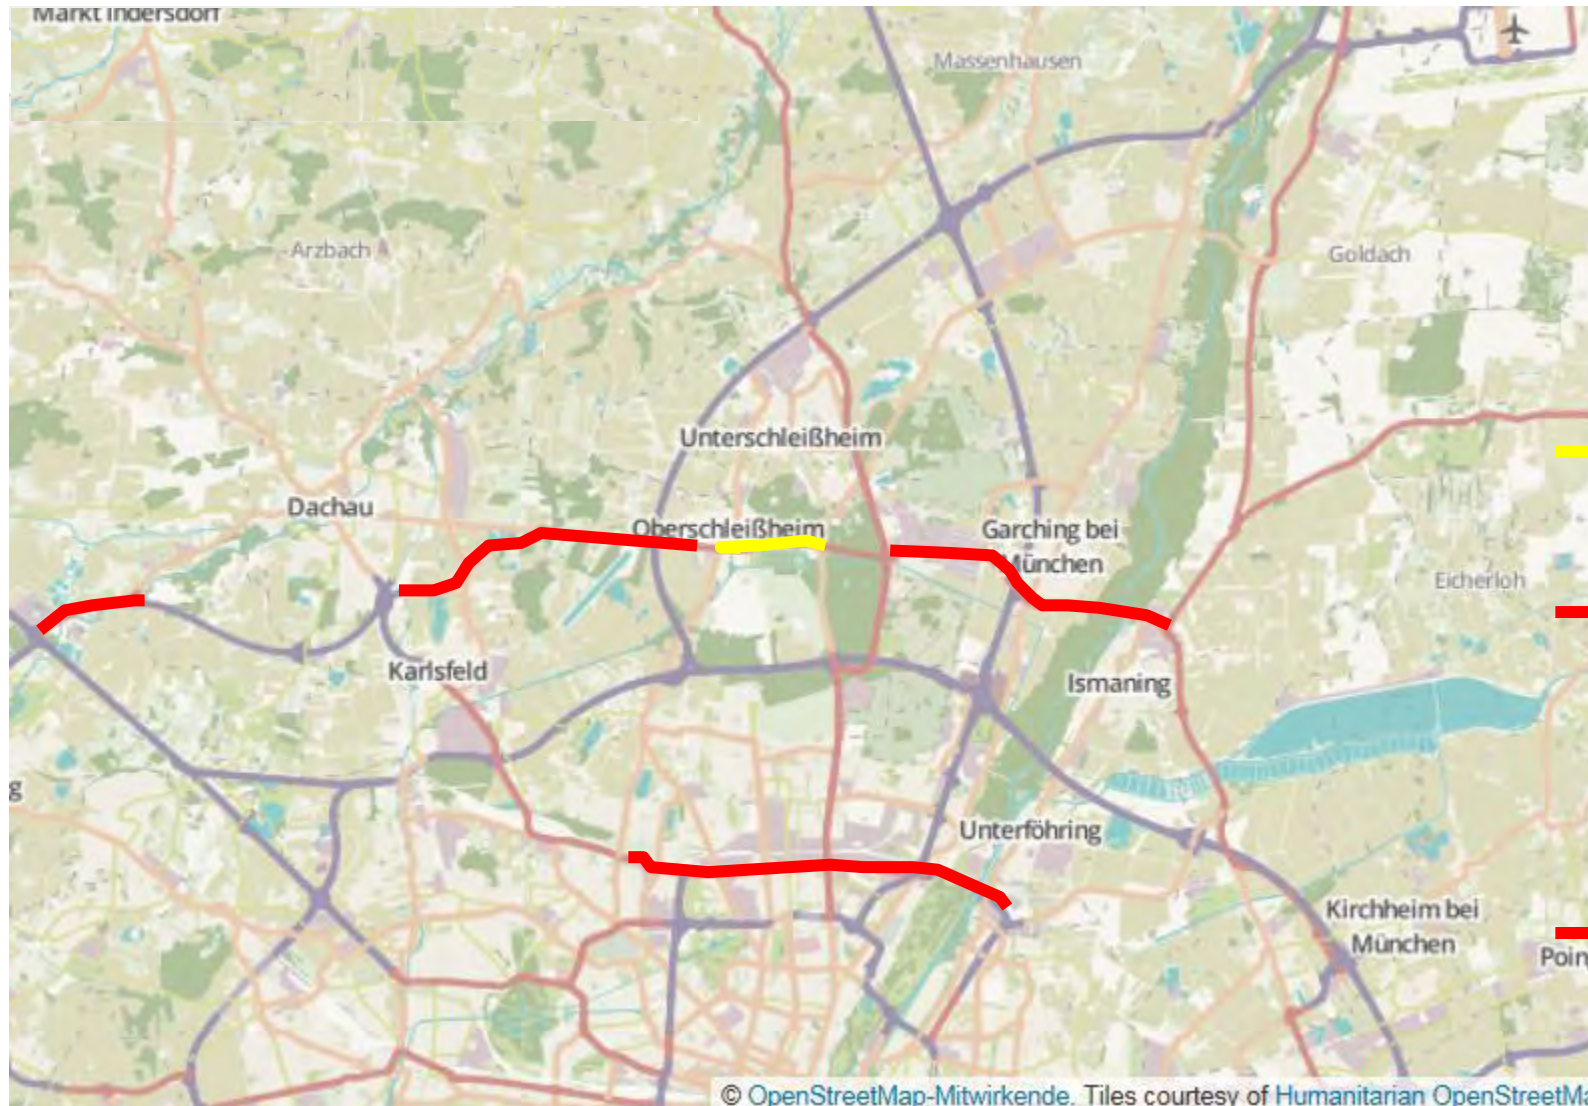 Markt Indersdorf
Massenhausen
Arzbach
Goldach
Unterschleißheim
Dachau
Oberschleißheim
Garching bei
München
Eicherloh
Karlsfeld
Ismaning
g
Unterföhring
Kirchheim bei
München
Poin
© OpenStreetMap-Mitwirkende. Tiles courtesy of Humanitarian OpenStreetMa